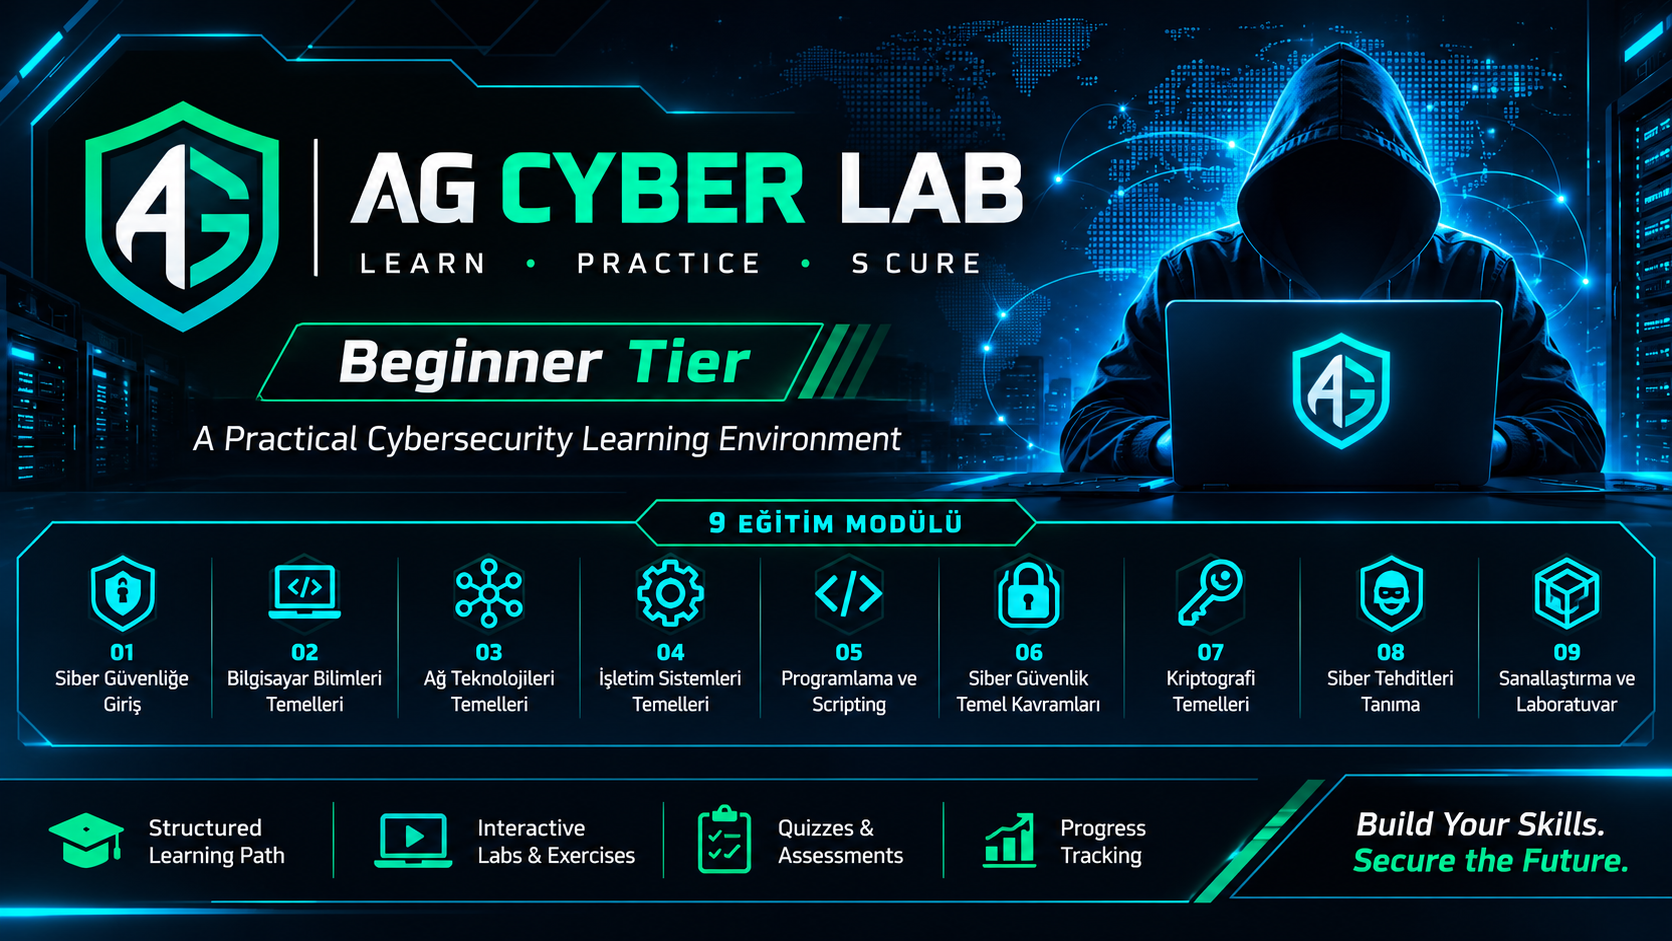 AG
AG CYBER LAB
LEARN • PRACTICE • S CURE
Beginner Tier
A Practical Cybersecurity Learning Environment
AG
9 EĞİTİM MODÜLÜ
01
Siber Güvenliğe
Giriş
02
Bilgisayar Bilimleri
Temelleri
03
Ağ Teknolojileri
Temelleri
04
İşletim Sistemleri
Temelleri
05
Programlama ve
Scripting
06
Siber Güvenlik
Temel Kavramları
07
Kriptografi
Temelleri
08
Siber Tehditleri
Tanıma
09
Sanallaştırma ve
Laboratuvar
Structured
Learning Path
Interactive
Labs & Exercises
Quizzes &
Assessments
Progress
Tracking
Build Your Skills.
Secure the Future.